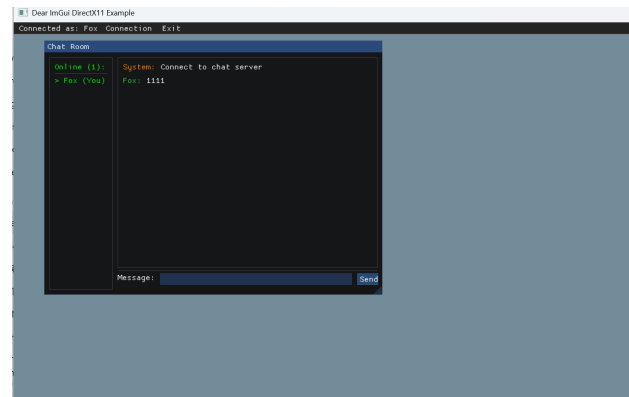 Dear ImGui DirectX11 Example
Connected as: Fox Connection Exit
Chat Room
Online (1):
> Fox (You)
System: Connect to chat server
Fox: 1111
Message:
Send